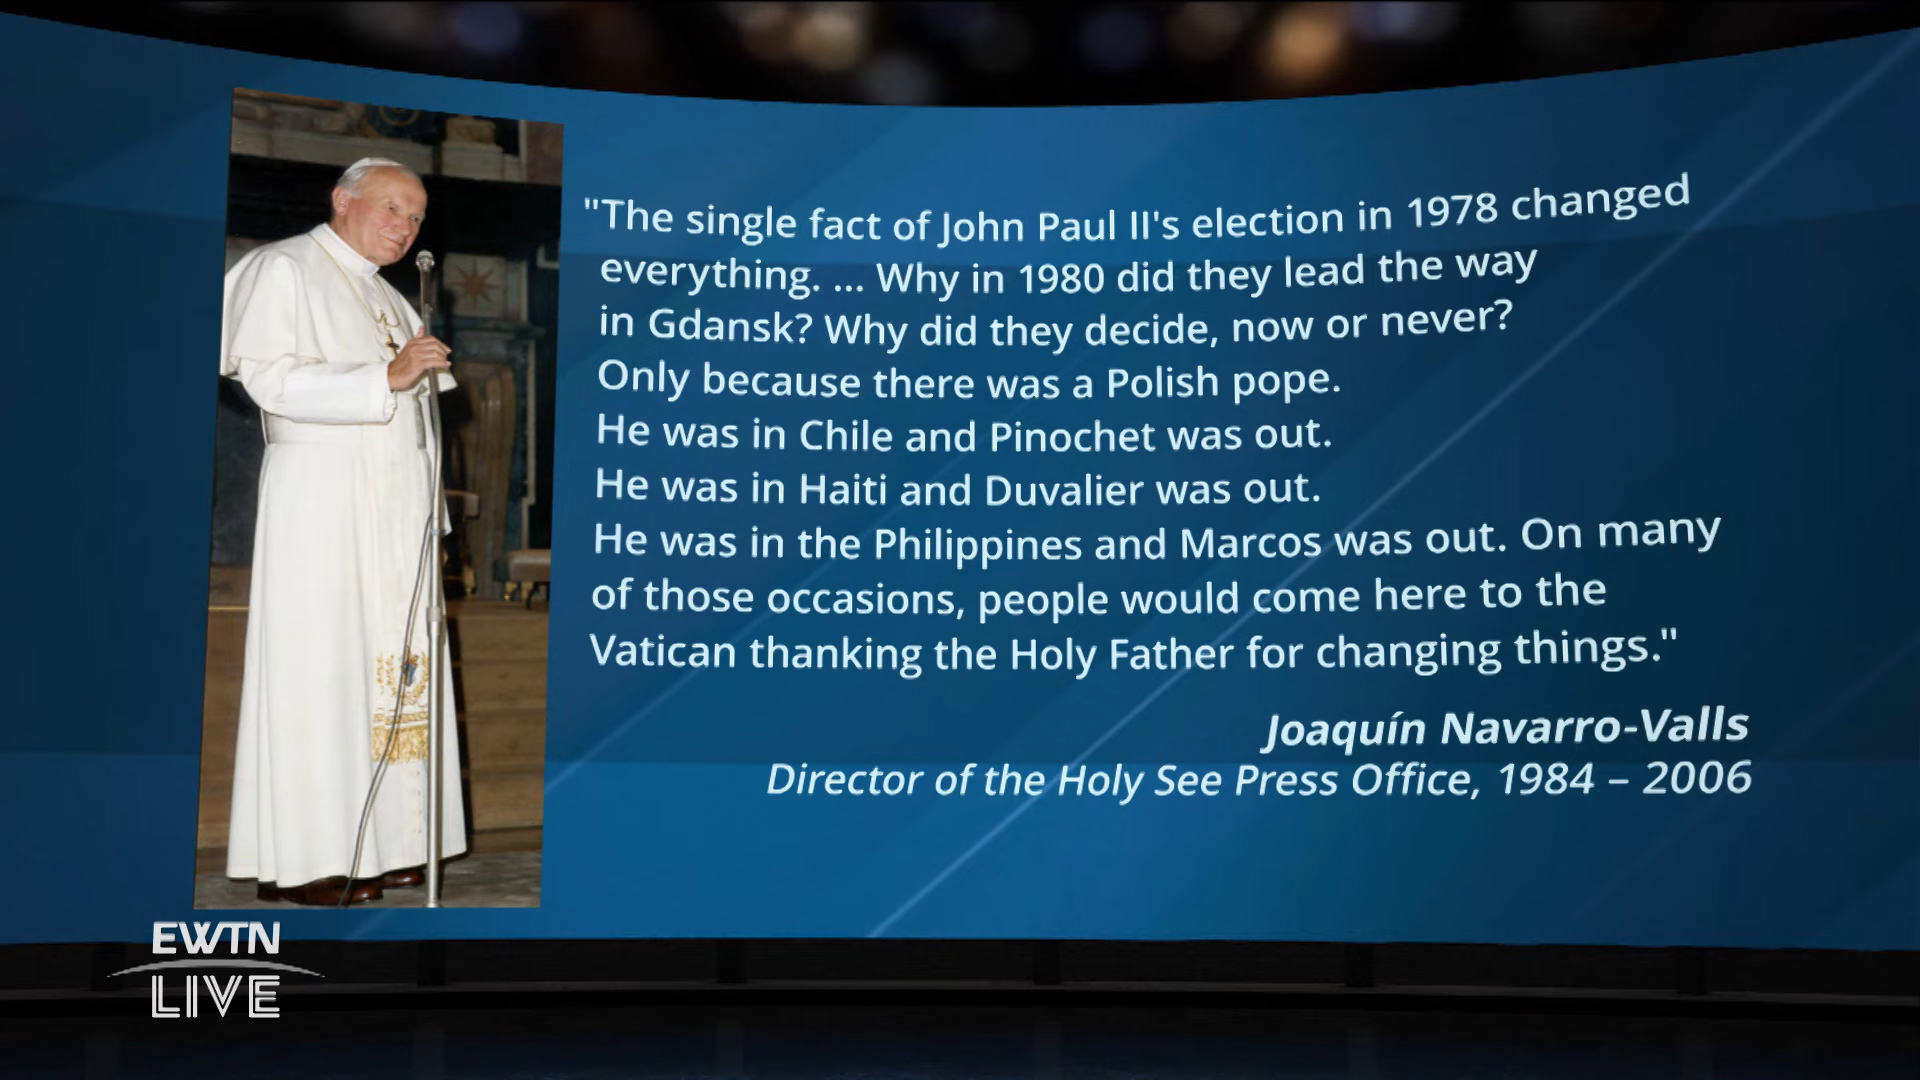 "The single fact of John Paul II's election in 1978 changed
everything. ... Why in 1980 did they lead the way
in Gdansk? Why did they decide, now or never?
Only because there was a Polish pope.
He was in Chile and Pinochet was out.
He was in Haiti and Duvalier was out.
He was in the Philippines and Marcos was out. On many
of those occasions, people would come here to the
Vatican thanking the Holy Father for changing things."
Joaquín Navarro-Valls
Director of the Holy See Press Office, 1984 – 2006
EWTN
LIVE